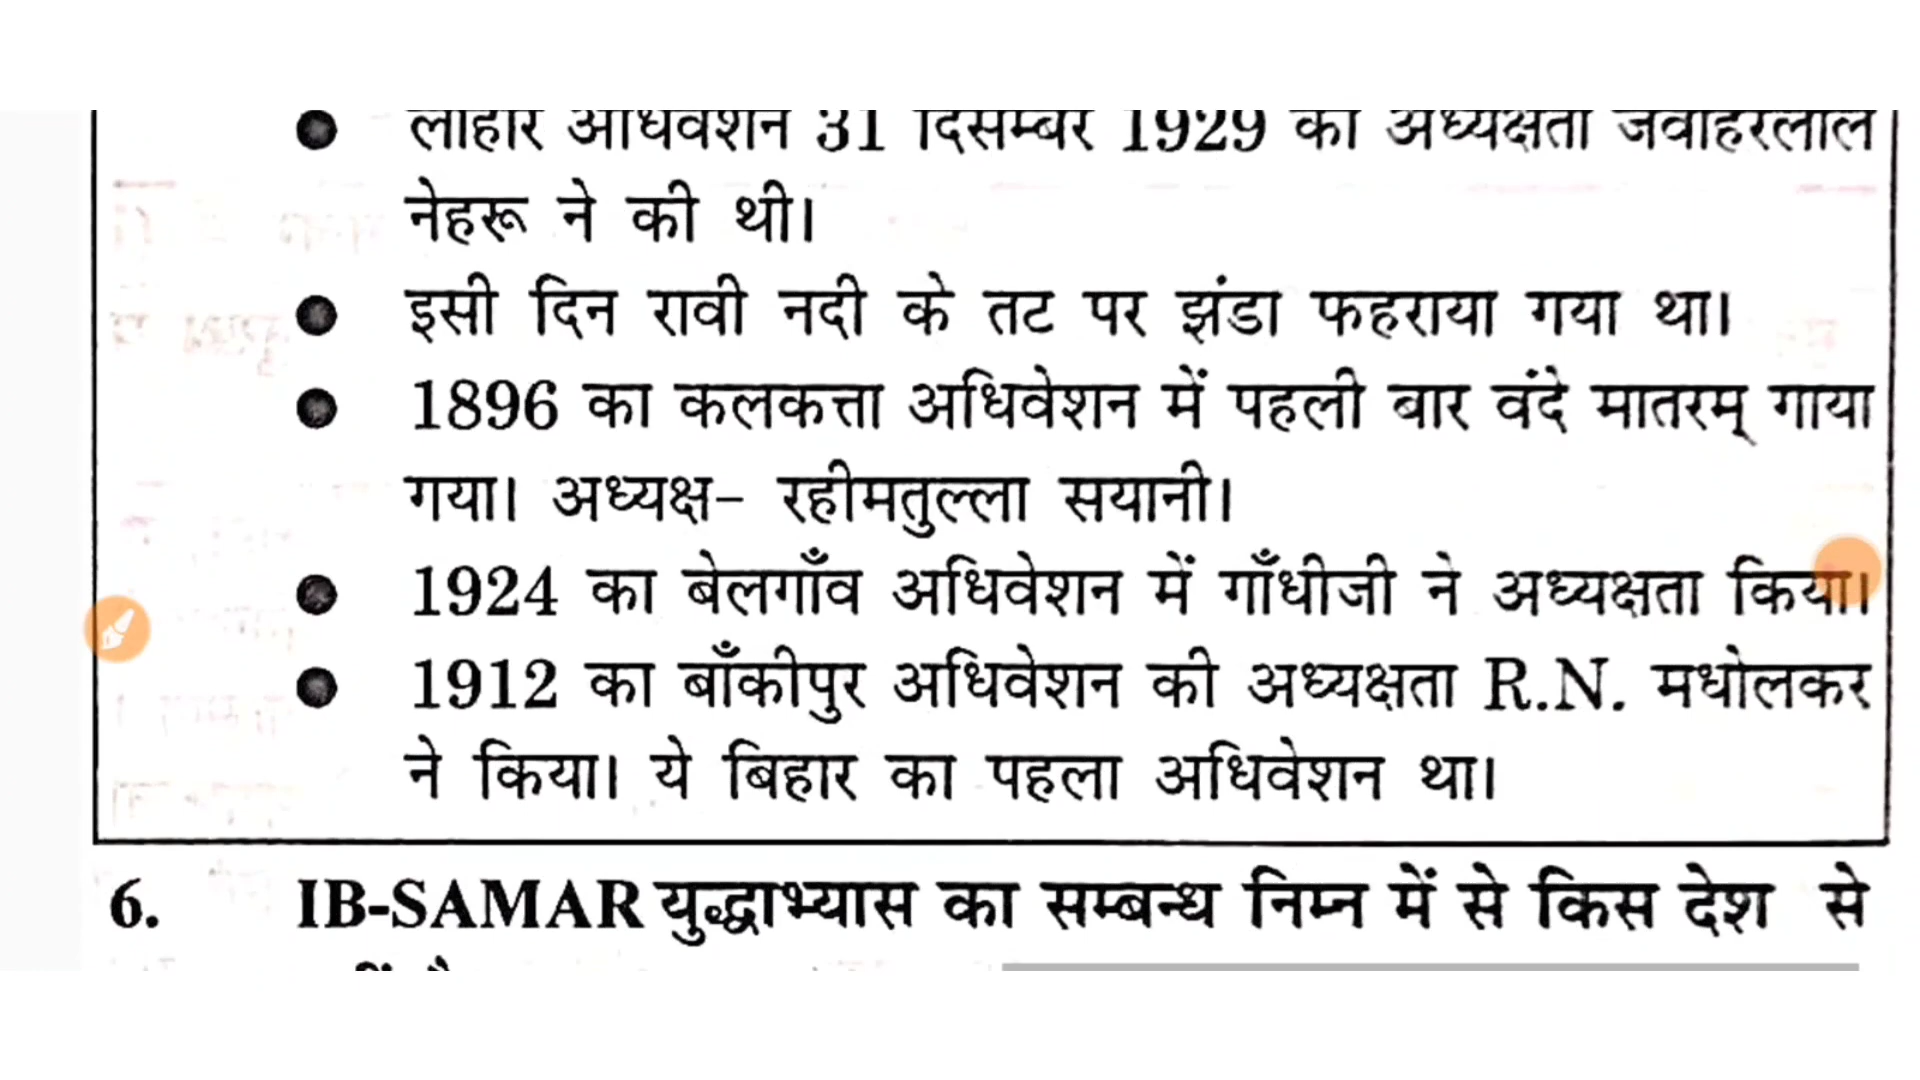 लाहौर अधिवेशन 31 दिसम्बर 1929 की अध्यक्षता जवाहरलाल
नेहरू ने की थी।
इसी दिन रावी नदी के तट पर झंडा फहराया गया था।
1896 का कलकत्ता अधिवेशन में पहली बार वंदे मातरम् गाया
गया। अध्यक्ष- रहीमतुल्ला सयानी।
1924 का बेलगाँव अधिवेशन में गाँधीजी ने अध्यक्षता किया।
1912 का बाँकीपुर अधिवेशन की अध्यक्षता R.N. मधोलकर
ने किया। ये बिहार का पहला अधिवेशन था।
6. IB-SAMAR युद्धाभ्यास का सम्बन्ध निम्न में से किस देश से